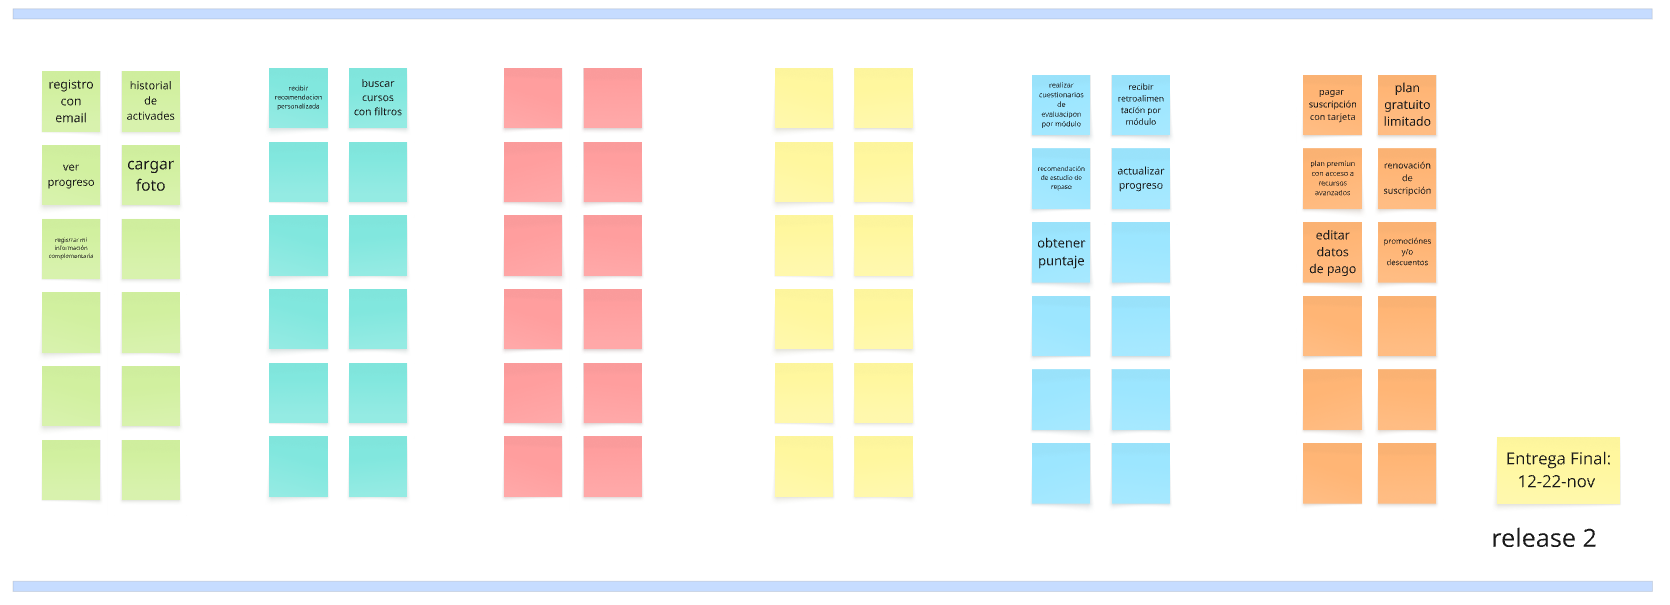 registro
con
email
historial
de
activades
ver
progreso
cargar
foto
registrar mi
información
complementaria
recibir
recomendacion
personalizada
buscar
cursos
con filtros
realizar
cuestionarios
de
evaluacipon
por módulo
recibir
retroalimen
tación por
módulo
recomendación
de estudio de
repaso
actualizar
progreso
obtener
puntaje
pagar
suscripción
con tarjeta
plan
gratuito
limitado
plan premiun
con acceso a
recursos
avanzados
renovación
de
suscripción
editar
datos
de pago
promociónes
y/o
descuentos
Entrega Final:
12-22-nov
release 2